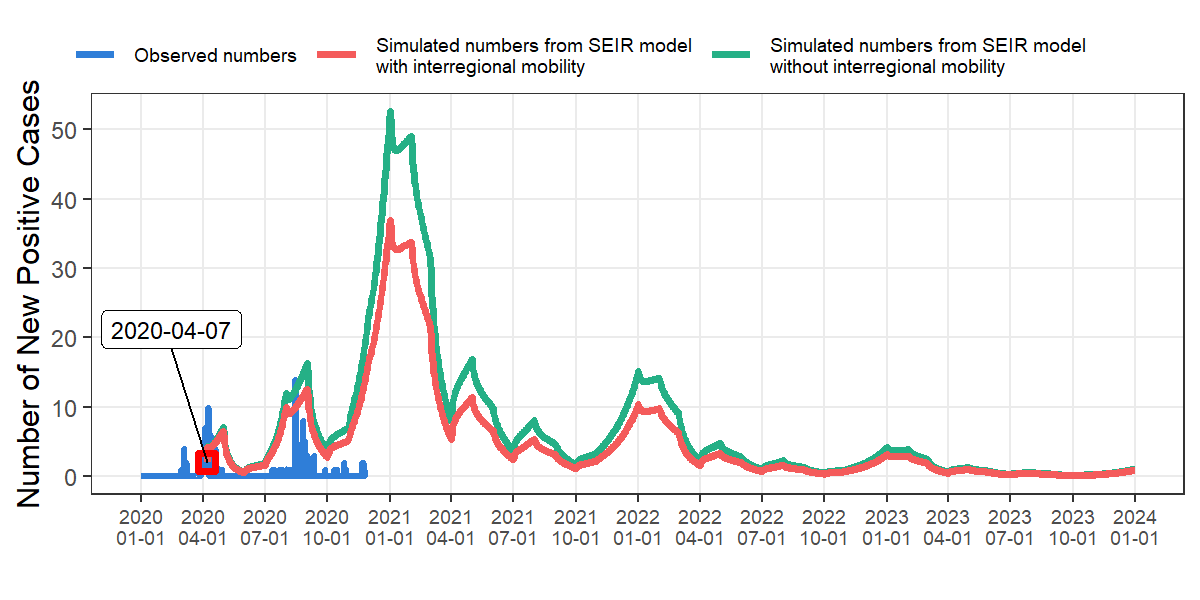 Observed numbers
Simulated numbers from SEIR model
with interregional mobility
Simulated numbers from SEIR model
without interregional mobility
Number of New Positive Cases
50
40
30
20
10
0
2020-04-07
2020 2020 2020 2020 2021 2021 2021 2021 2022 2022 2022 2022 2023 2023 2023 2023 2024
01-01 04-01 07-01 10-01 01-01 04-01 07-01 10-01 01-01 04-01 07-01 10-01 01-01 04-01 07-01 10-01 01-01